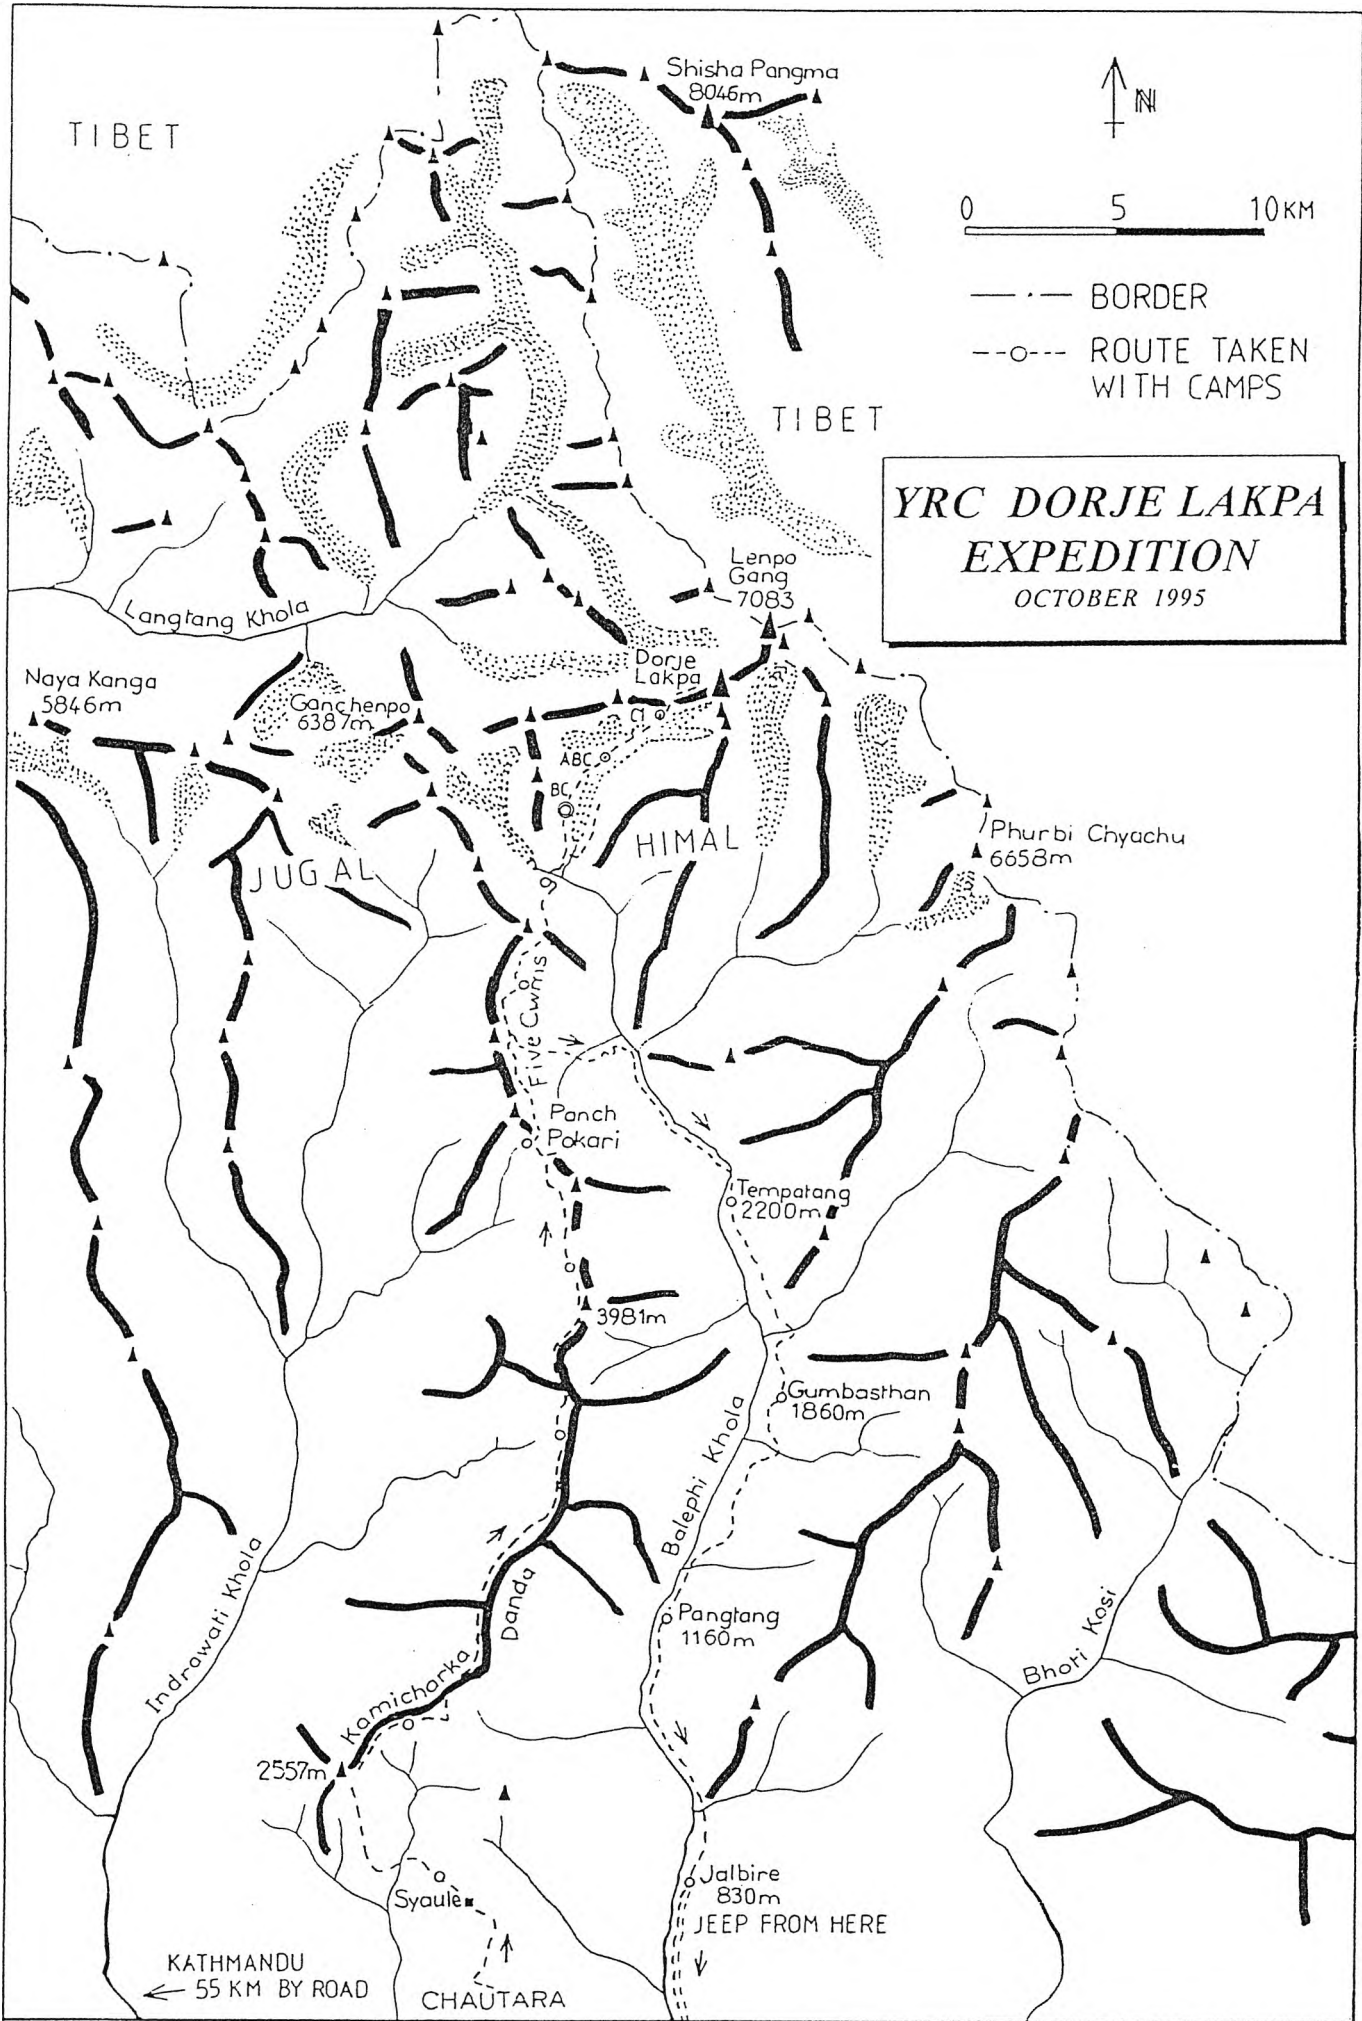 Shisha Pangma
8046m
N
TIBET
0 5 10KM
BORDER
ROUTE TAKEN
WITH CAMPS
TIBET
YRC DORJE LAKPA
EXPEDITION
OCTOBER 1995
Lenpo
Gang
7083
Langtang Khola
Dorje
Lakpa
Naya Kanga
5846m
Ganchenpo
6387m
C1
ABC
BC
HIMAL
JUGAL
Phurbi Chyachu
6658m
Five Cwms
Panch
Pokari
Tempatang
2200m
3981m
Gumbasthan
1860m
Balephi Khola
Indrawati Khola
Danda
Kamicharka
Pangtang
1160m
Bhoti Kosi
2557m
Jalbire
830m
JEEP FROM HERE
Syaule
KATHMANDU
55 KM BY ROAD
CHAUTARA